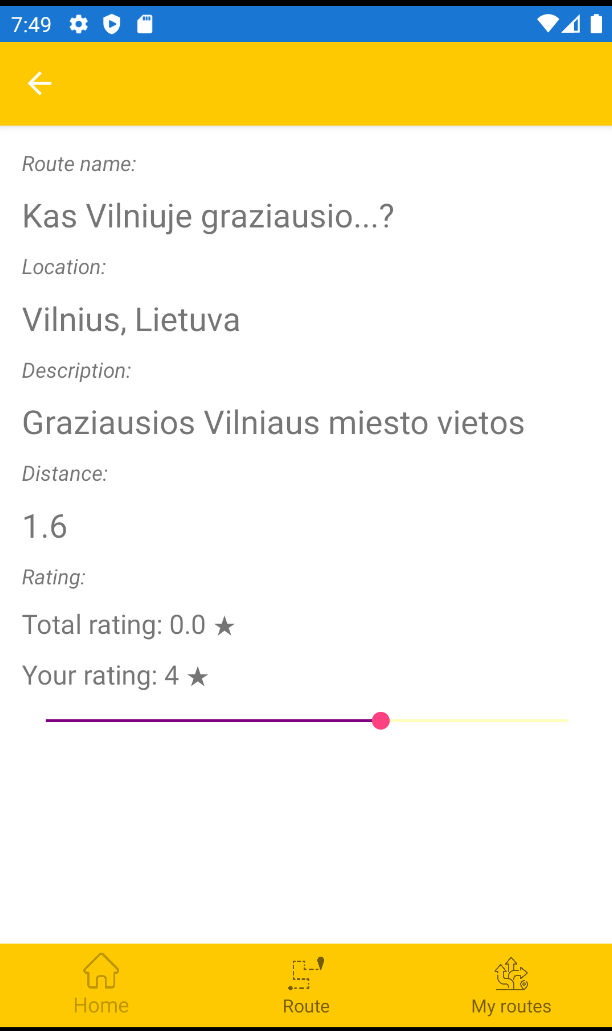 7:49
Route name:
Kas Vilniuje graziausio...?
Location:
Vilnius, Lietuva
Description:
Graziausios Vilniaus miesto vietos
Distance:
1.6
Rating:
Total rating: 0.0 ★
Your rating: 4 ★
Home
Route
My routes